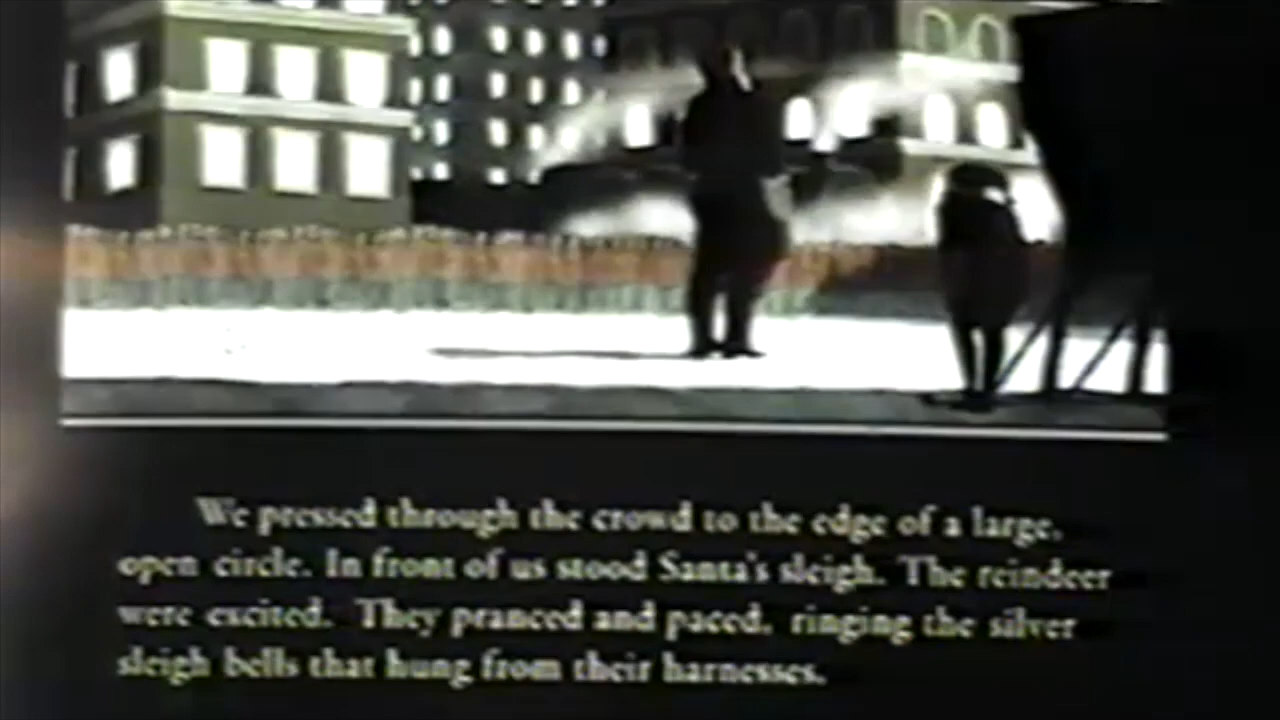 We pressed through the crowd to the edge of a large,
open circle. In front of us stood Santa's sleigh. The reindeer
were excited. They pranced and paced, ringing the silver
sleigh bells that hung from their harnesses.